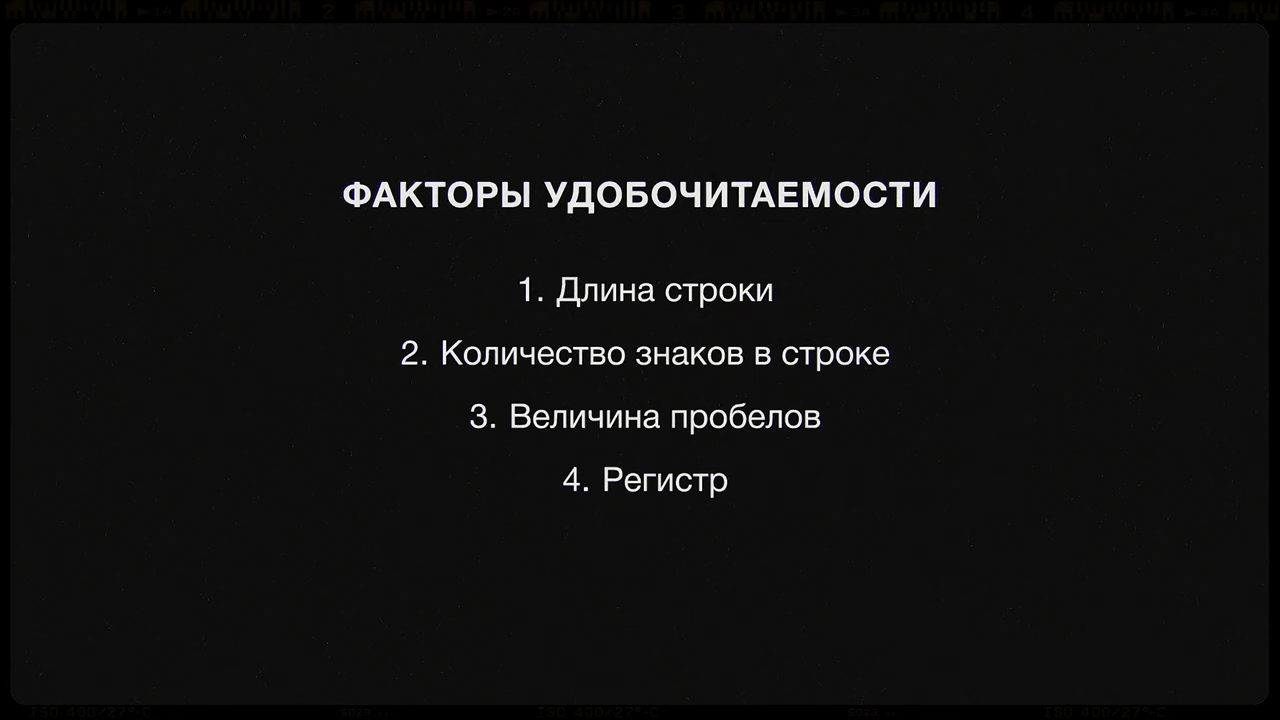 ФАКТОРЫ УДОБОЧИТАЕМОСТИ
1. Длина строки
2. Количество знаков в строке
3. Величина пробелов
4. Регистр